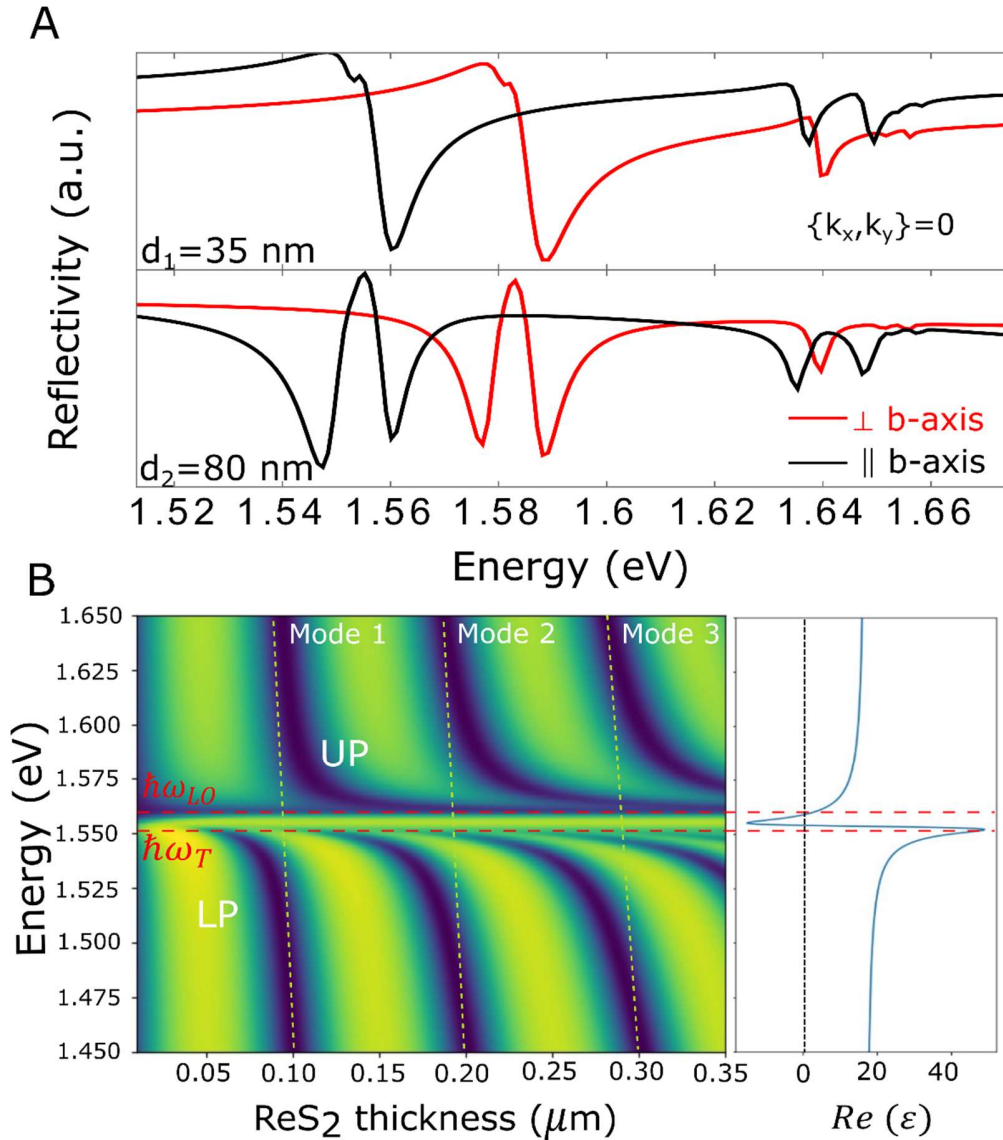 A
Reflectivity (a.u.)
d₁=35 nm
{kₓ,kᵧ}=0
d₂=80 nm
⊥ b-axis
∥ b-axis
1.52 1.54 1.56 1.58 1.6 1.62 1.64 1.66
Energy (eV)
B
Energy (eV)
1.650
1.625
1.600
1.575
1.550
1.525
1.500
1.475
1.450
Mode 1 Mode 2 Mode 3
UP
ℏω_LO
ℏω_T
LP
0.05 0.10 0.15 0.20 0.25 0.30 0.35
ReS₂ thickness (μm)
0 20 40
Re (ε)